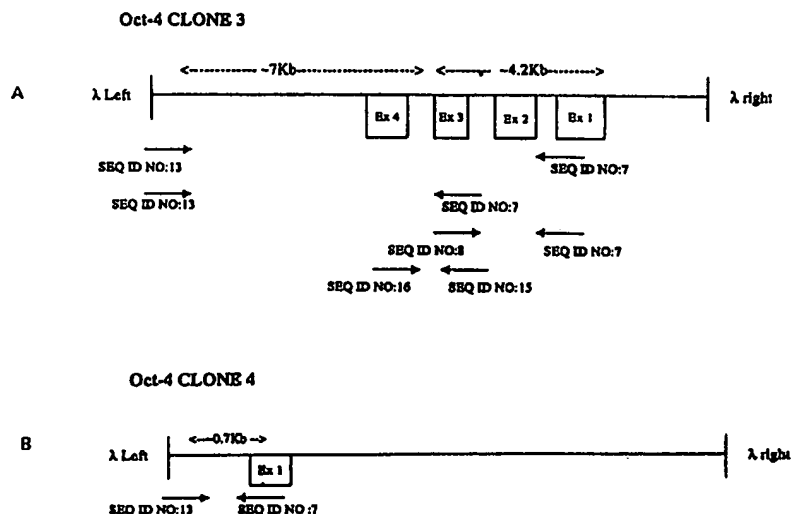 Oct-4 CLONE 3
~7Kb
~4.2Kb
A
λ Left
λ right
Ex 4
Ex 3
Ex 2
Ex 1
SEQ ID NO:13
SEQ ID NO:7
SEQ ID NO:13
SEQ ID NO:7
SEQ ID NO:8
SEQ ID NO:7
SEQ ID NO:16
SEQ ID NO:15
Oct-4 CLONE 4
B
~0.7Kb
λ Left
λ right
Ex 1
SEQ ID NO:13
SEQ ID NO:7